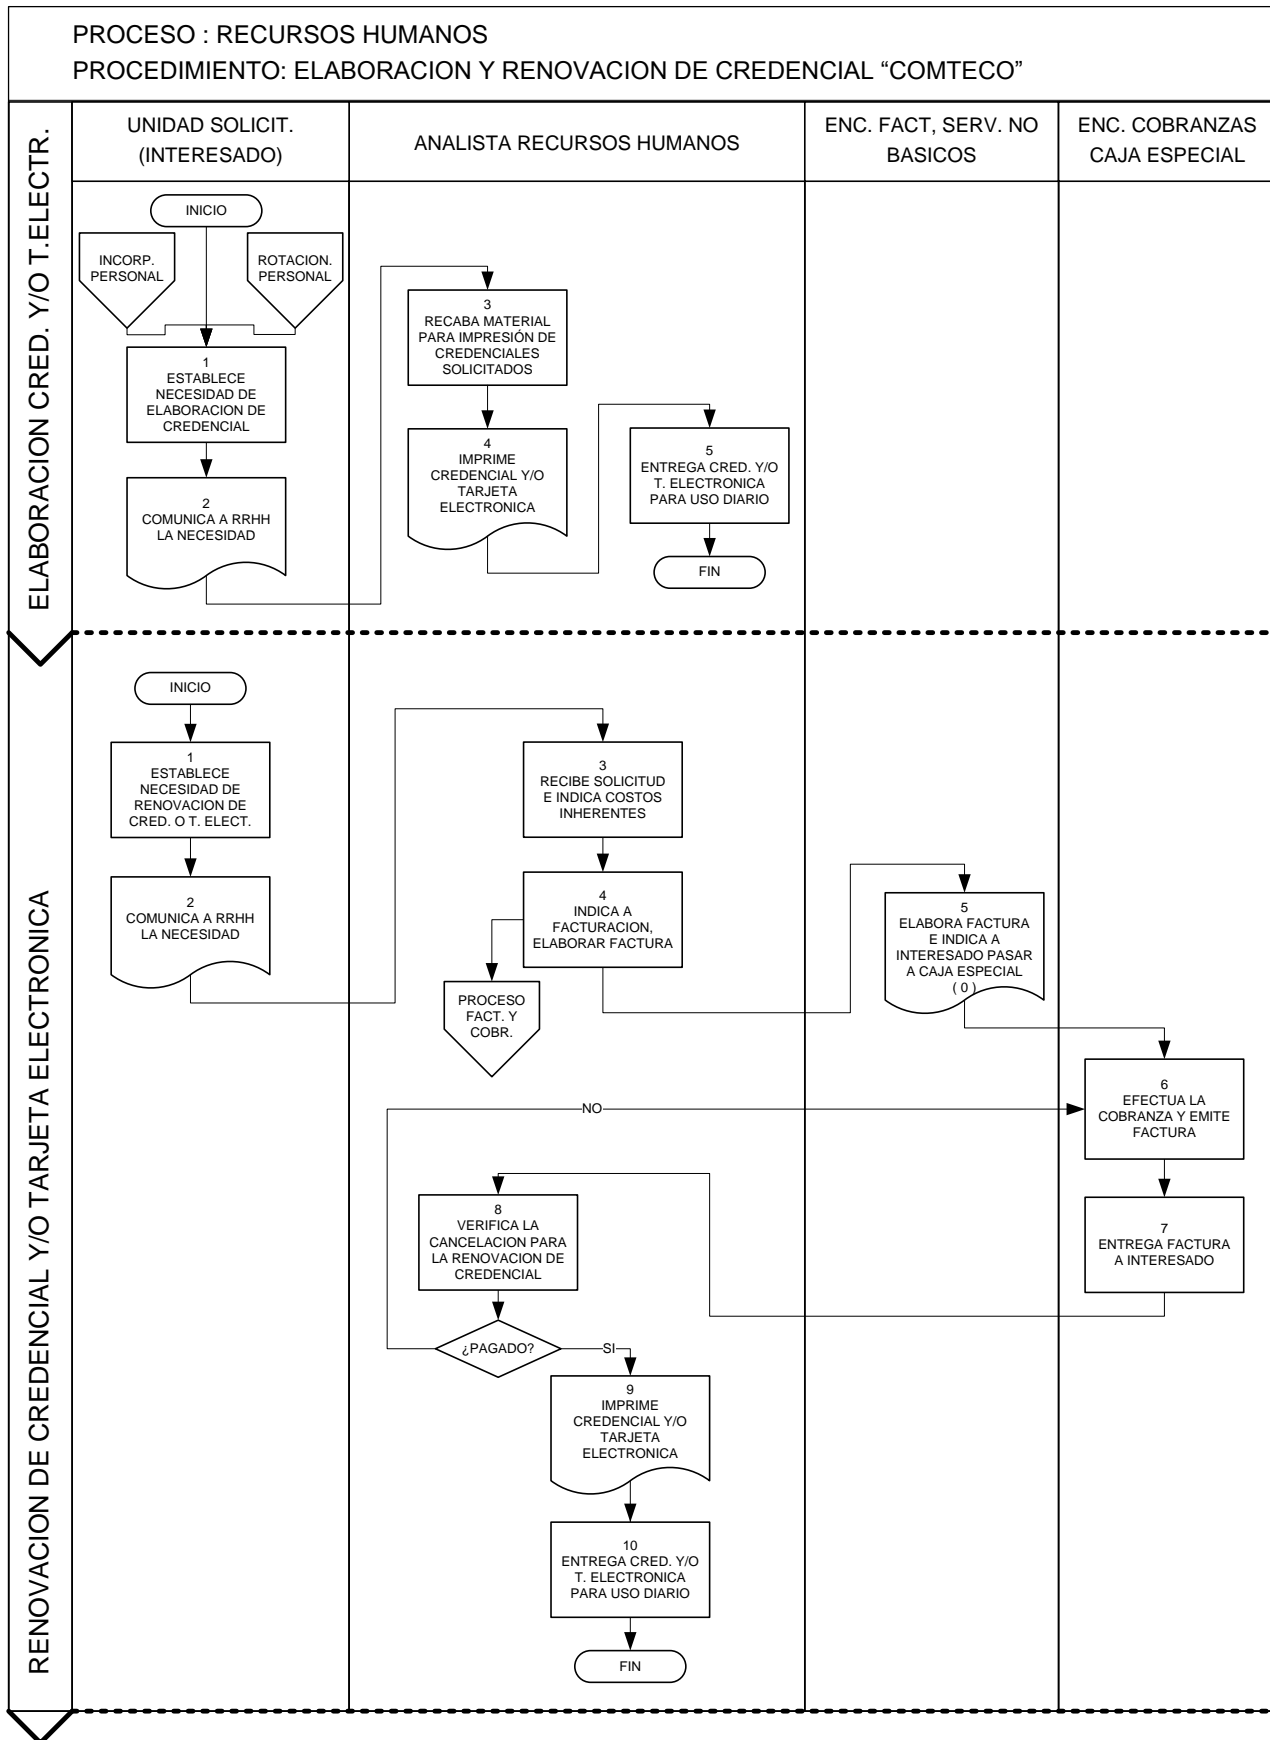 PROCESO : RECURSOS HUMANOS
PROCEDIMIENTO: ELABORACION Y RENOVACION DE CREDENCIAL “COMTECO”
ELABORACION CRED. Y/O T.ELECTR.
UNIDAD SOLICIT.
(INTERESADO)
ANALISTA RECURSOS HUMANOS
ENC. FACT, SERV. NO
BASICOS
ENC. COBRANZAS
CAJA ESPECIAL
INICIO
INCORP.
PERSONAL
ROTACION.
PERSONAL
1
ESTABLECE
NECESIDAD DE
ELABORACION DE
CREDENCIAL
2
COMUNICA A RRHH
LA NECESIDAD
3
RECABA MATERIAL
PARA IMPRESIÓN DE
CREDENCIALES
SOLICITADOS
4
IMPRIME
CREDENCIAL Y/O
TARJETA
ELECTRONICA
5
ENTREGA CRED. Y/O
T. ELECTRONICA
PARA USO DIARIO
FIN
RENOVACION DE CREDENCIAL Y/O TARJETA ELECTRONICA
INICIO
1
ESTABLECE
NECESIDAD DE
RENOVACION DE
CRED. O T. ELECT.
2
COMUNICA A RRHH
LA NECESIDAD
3
RECIBE SOLICITUD
E INDICA COSTOS
INHERENTES
4
INDICA A
FACTURACION,
ELABORAR FACTURA
PROCESO
FACT. Y
COBR.
5
ELABORA FACTURA
E INDICA A
INTERESADO PASAR
A CAJA ESPECIAL
( 0 )
6
EFECTUA LA
COBRANZA Y EMITE
FACTURA
NO
7
ENTREGA FACTURA
A INTERESADO
8
VERIFICA LA
CANCELACION PARA
LA RENOVACION DE
CREDENCIAL
¿PAGADO?
SI
9
IMPRIME
CREDENCIAL Y/O
TARJETA
ELECTRONICA
10
ENTREGA CRED. Y/O
T. ELECTRONICA
PARA USO DIARIO
FIN